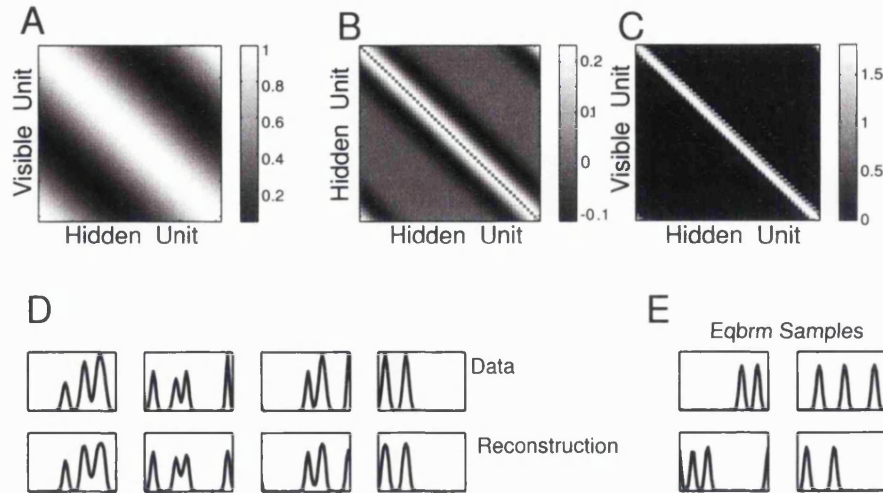 A
B
C
Visible Unit
Hidden Unit
1
0.8
0.6
0.4
0.2
Hidden Unit
Hidden Unit
0.2
01
0
-0.1
Visible Unit
Hidden Unit
1.5
1
0.5
0
D
Data
Reconstruction
E
Eqbrm Samples